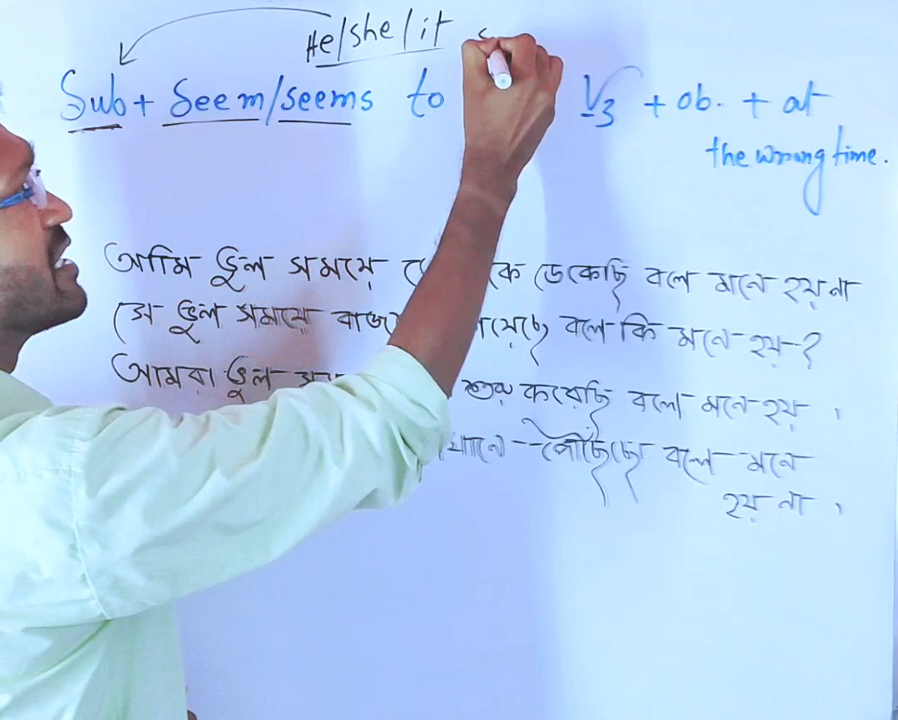 He/she/it s
Sub + Seem/seems to V3 + ob. + at
the wrong time.
আমি ভুল সময়ে কে ডেকেছি বলে মনে হয় না
সে ভুল সময়ে বলে কি মনে হয়?
আমরা ভুল শুরু করেছি বলে মনে হয়।
পৌঁছেছো বলে মনে
হয় না।